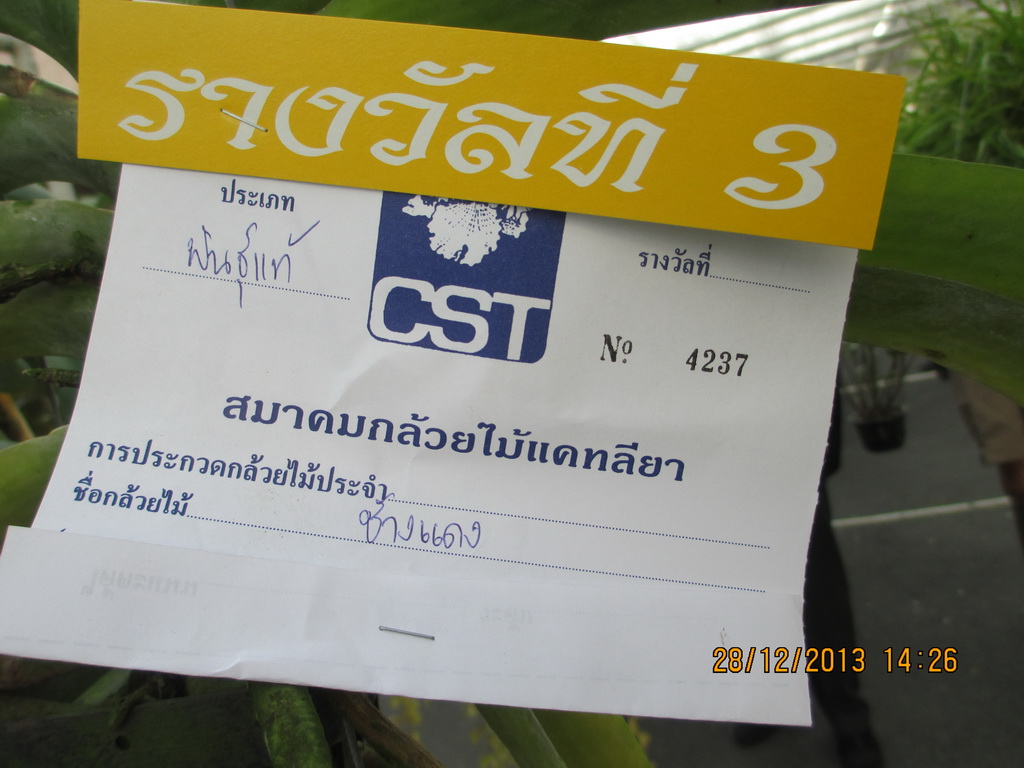 รางวัลที่ 3
ประเภท
พันธุ์แท้
CST
รางวัลที่
Nº 4237
สมาคมกล้วยไม้แคทลียา
การประกวดกล้วยไม้ประจำ
ชื่อกล้วยไม้ ช้างแดง
28/12/2013 14:26